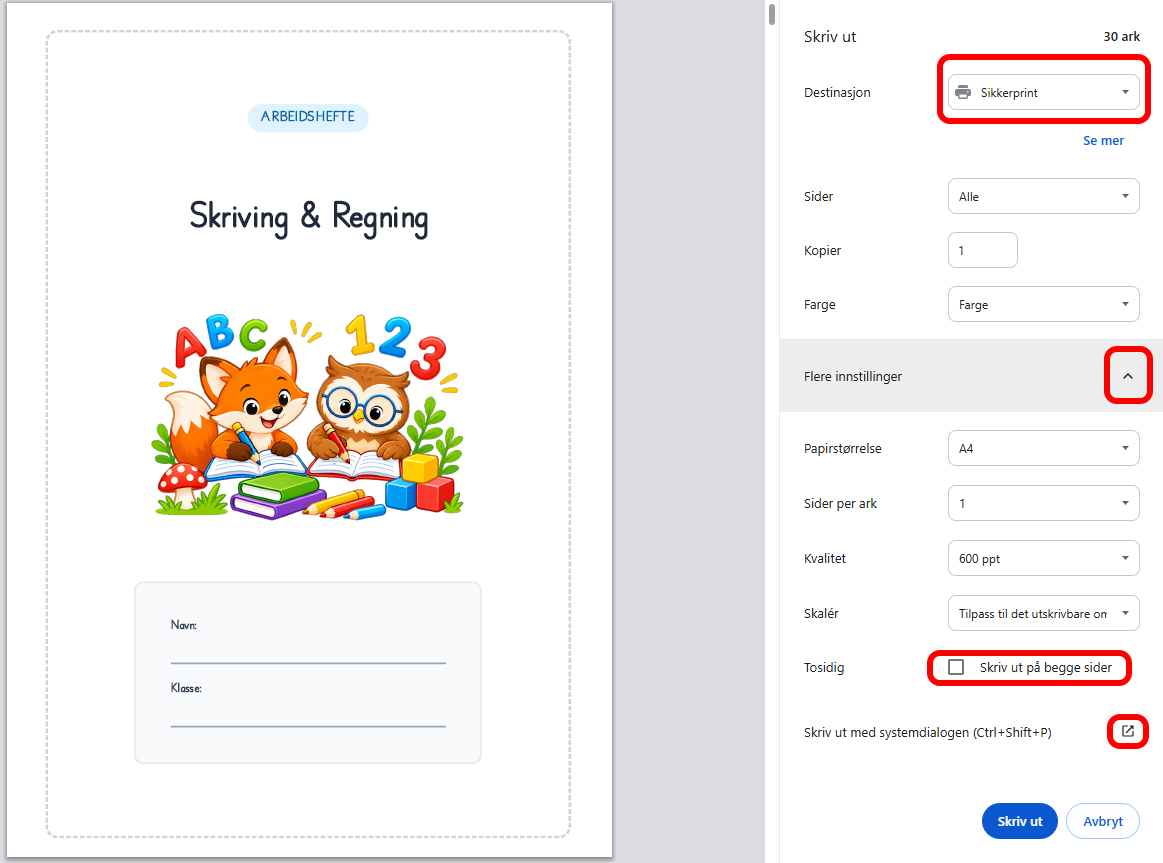 ARBEIDSHEFTE
Skriving & Regning
ABC 123
Navn:
Klasse:
Skriv ut 30 ark
Destinasjon Sikkerprint
Se mer
Sider Alle
Kopier 1
Farge Farge
Flere innstillinger
Papirstørrelse A4
Sider per ark 1
Kvalitet 600 ppt
Skalér Tilpass til det utskrivbare om
Tosidig Skriv ut på begge sider
Skriv ut med systemdialogen (Ctrl+Shift+P)
Skriv ut Avbryt